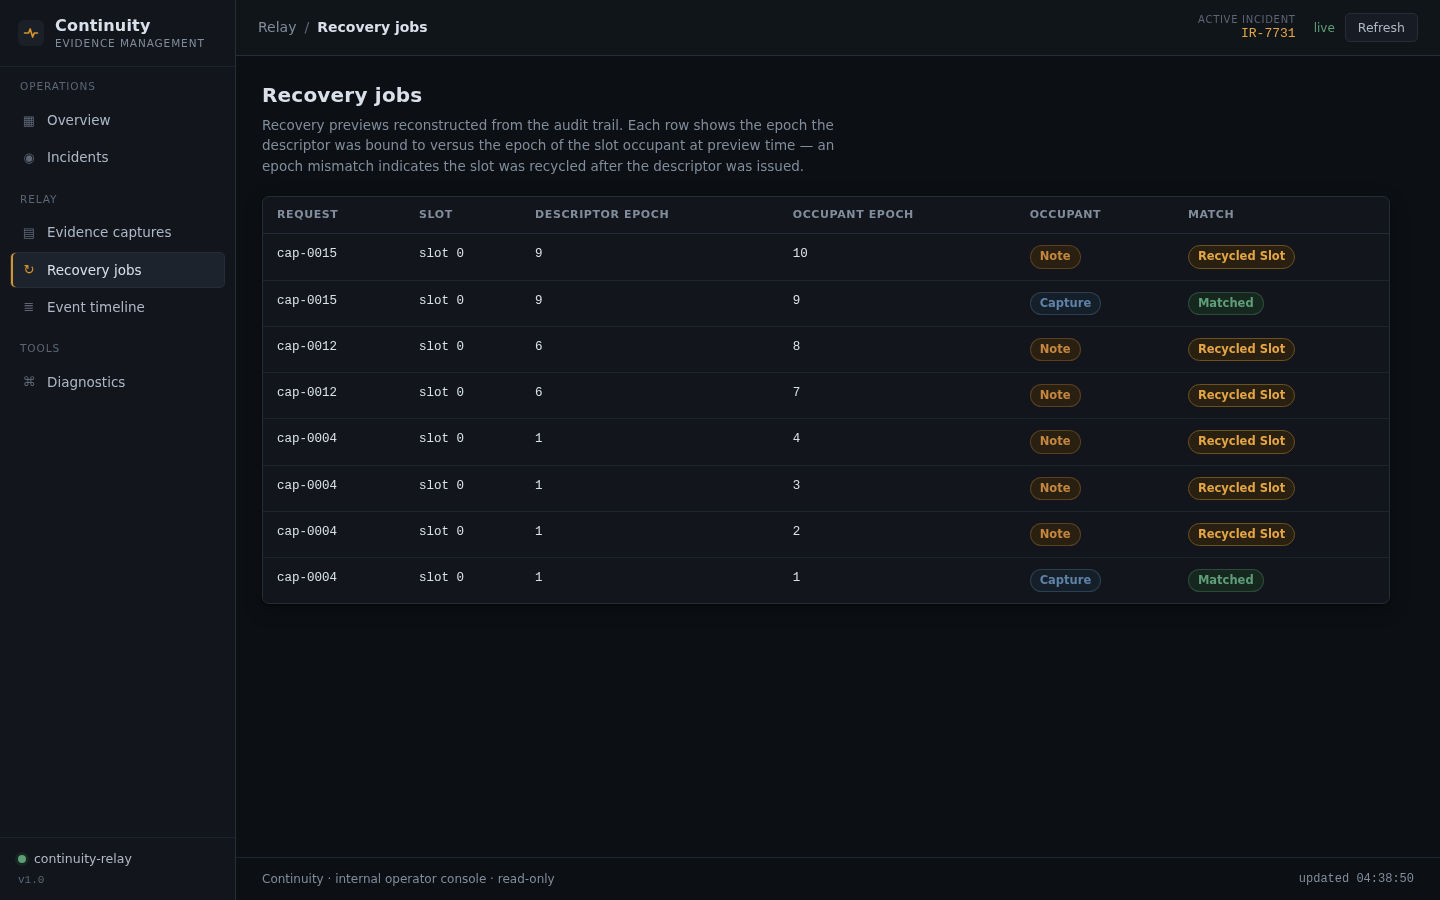 Continuity
EVIDENCE MANAGEMENT
OPERATIONS
Overview
Incidents
RELAY
Evidence captures
Recovery jobs
Event timeline
TOOLS
Diagnostics
continuity-relay
v1.0
Relay / Recovery jobs
ACTIVE INCIDENT
IR-7731
live
Refresh
Recovery jobs
Recovery previews reconstructed from the audit trail. Each row shows the epoch the
descriptor was bound to versus the epoch of the slot occupant at preview time — an
epoch mismatch indicates the slot was recycled after the descriptor was issued.
REQUEST SLOT DESCRIPTOR EPOCH OCCUPANT EPOCH OCCUPANT MATCH
cap-0015 slot 0 9 10 Note Recycled Slot
cap-0015 slot 0 9 9 Capture Matched
cap-0012 slot 0 6 8 Note Recycled Slot
cap-0012 slot 0 6 7 Note Recycled Slot
cap-0004 slot 0 1 4 Note Recycled Slot
cap-0004 slot 0 1 3 Note Recycled Slot
cap-0004 slot 0 1 2 Note Recycled Slot
cap-0004 slot 0 1 1 Capture Matched
Continuity · internal operator console · read-only
updated 04:38:50